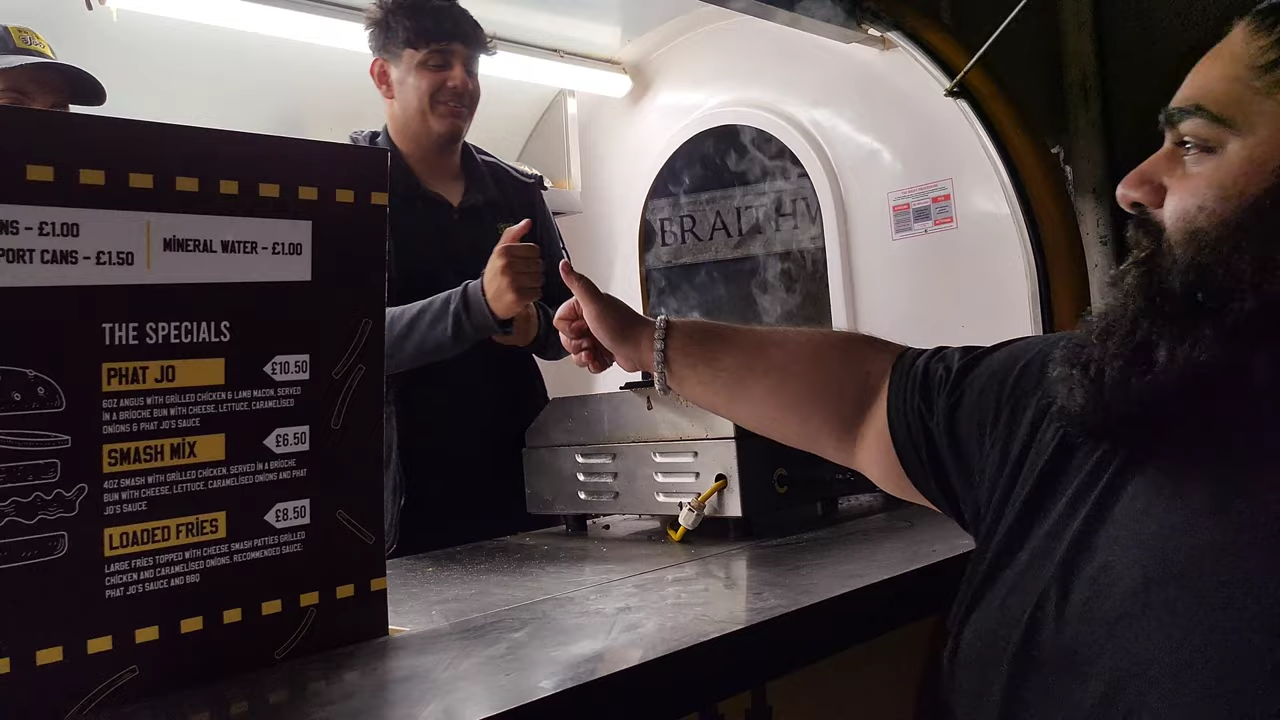 NS – £1.00
PORT CANS – £1.50
MINERAL WATER – £1.00
THE SPECIALS
PHAT JO
£10.50
6OZ ANGUS WITH GRILLED CHICKEN & LAMB MACON, SERVED
IN A BRIOCHE BUN WITH CHEESE, LETTUCE, CARAMELISED
ONIONS & PHAT JO'S SAUCE
SMASH MIX
£6.50
4OZ SMASH WITH GRILLED CHICKEN, SERVED IN A BRIOCHE
BUN WITH CHEESE, LETTUCE, CARAMELISED ONIONS AND PHAT
JO'S SAUCE
LOADED FRIES
£8.50
LARGE FRIES TOPPED WITH CHEESE SMASH PATTIES GRILLED
CHICKEN AND CARAMELISED ONIONS. RECOMMENDED SAUCE:
PHAT JO'S SAUCE AND BBQ
BRAITHW